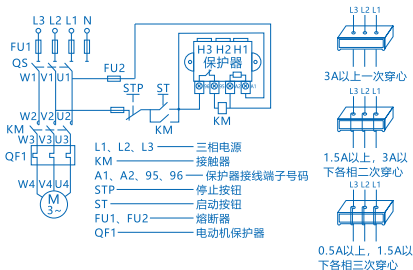 L3 L2 L1 N
FU1
QS
W1 V1 U1
FU2
STP
ST
KM
H3 H2 H1
保护器
A1
KM
W2 V2 U2
KM
W3 V3 U3
QF1
W4 V4 U4
M
3~
L1、L2、L3 三相电源
KM 接触器
A1、A2、95、96 保护器接线端子号码
STP 停止按钮
ST 启动按钮
FU1、FU2 熔断器
QF1 电动机保护器
L3 L2 L1
3A以上一次穿心
L3 L2 L1
1.5A以上，3A以
下各相二次穿心
L3 L2 L1
0.5A以上，1.5A以
下各相三次穿心